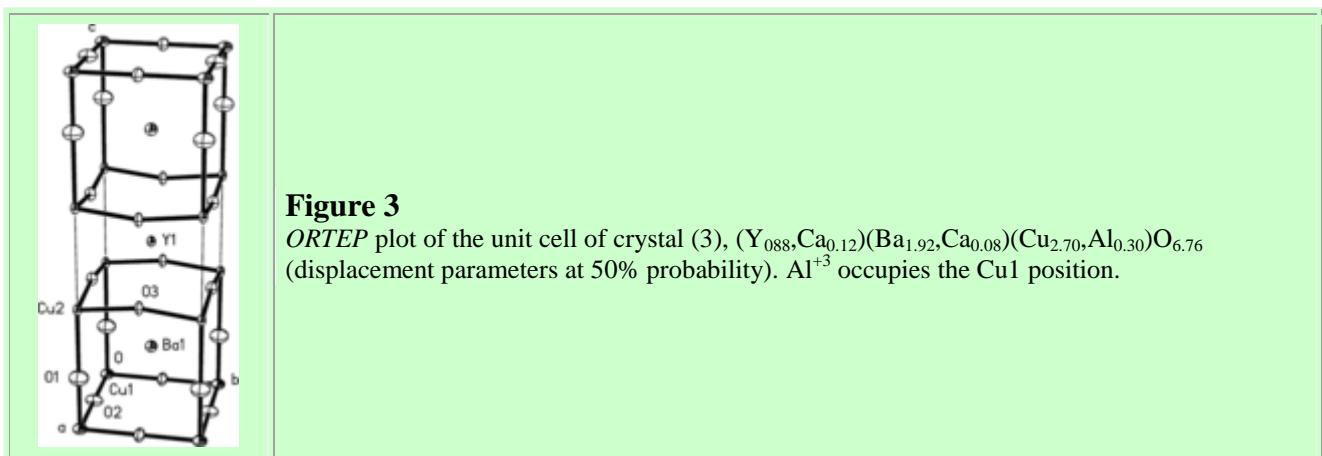 c
Y1
O3
Cu2
Ba1
O
O1
Cu1
b
O2
a
Figure 3
ORTEP plot of the unit cell of crystal (3), (Y₀₈₈,Ca₀.₁₂)(Ba₁.₉₂,Ca₀.₀₈)(Cu₂.₇₀,Al₀.₃₀)O₆.₇₆
(displacement parameters at 50% probability). Al⁺³ occupies the Cu1 position.